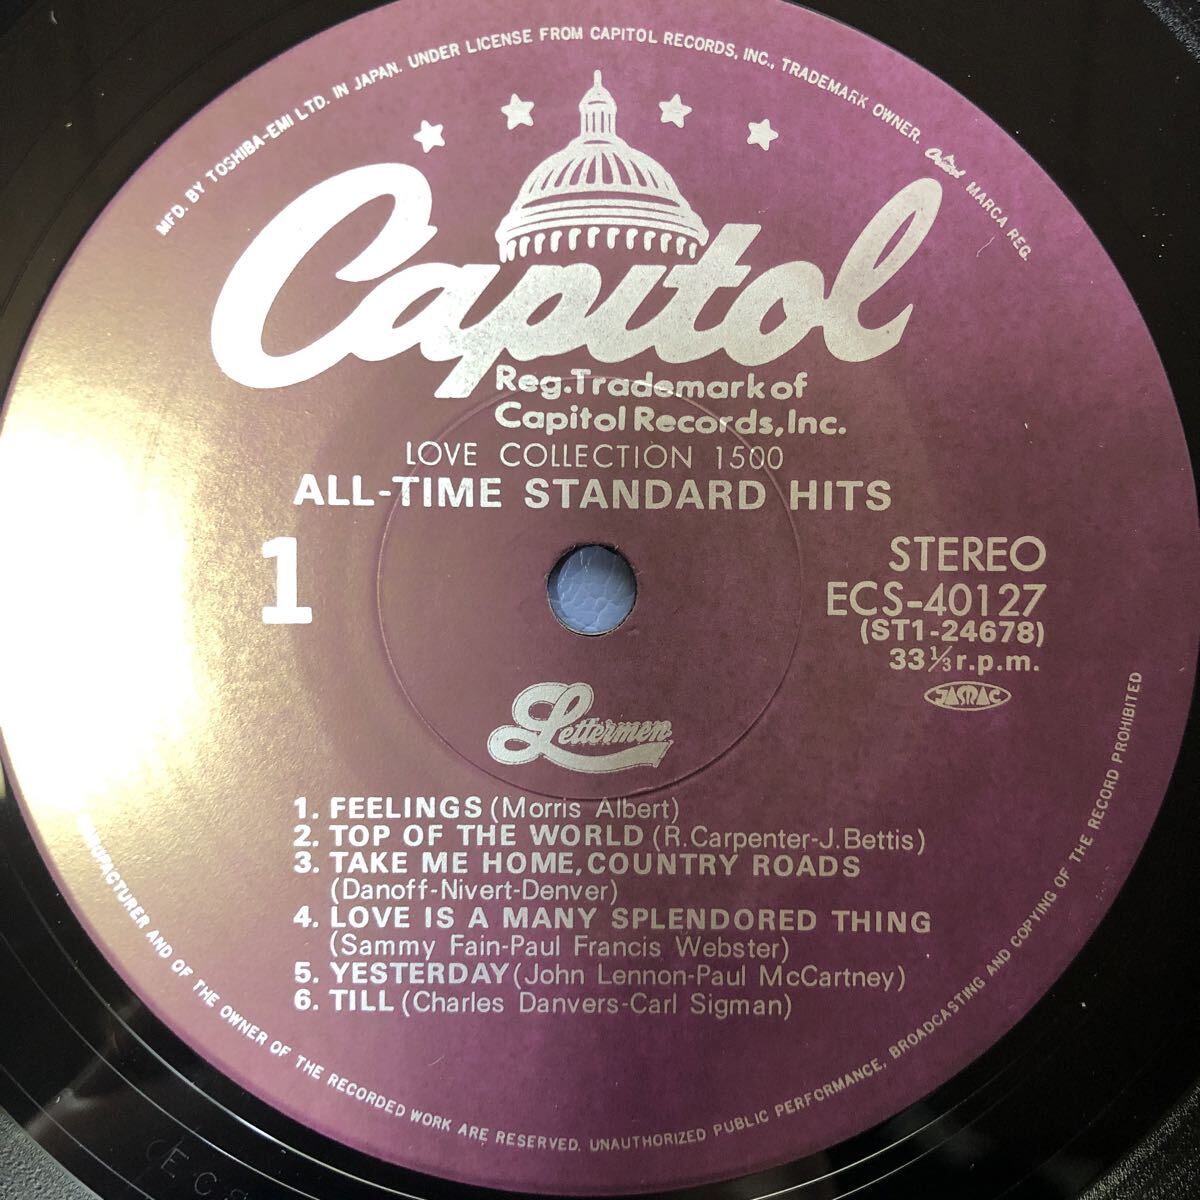 MFD. BY TOSHIBA-EMI LTD. IN JAPAN. UNDER LICENSE FROM CAPITOL RECORDS, INC., TRADEMARK OWNER. Capitol MARCA REG.
Capitol
Reg.Trademark of
Capitol Records,Inc.
LOVE COLLECTION 1500
ALL-TIME STANDARD HITS
1
STEREO
ECS-40127
(ST1-24678)
33 1/3 r.p.m.
JASRAC
Lettermen
1. FEELINGS (Morris Albert)
2. TOP OF THE WORLD (R.Carpenter-J.Bettis)
3. TAKE ME HOME,COUNTRY ROADS
(Danoff-Nivert-Denver)
4. LOVE IS A MANY SPLENDORED THING
(Sammy Fain-Paul Francis Webster)
5. YESTERDAY (John Lennon-Paul McCartney)
6. TILL (Charles Danvers-Carl Sigman)
MANUFACTURER AND OF THE OWNER OF THE RECORDED WORK ARE RESERVED. UNAUTHORIZED PUBLIC PERFORMANCE, BROADCASTING AND COPYING OF THE RECORD PROHIBITED